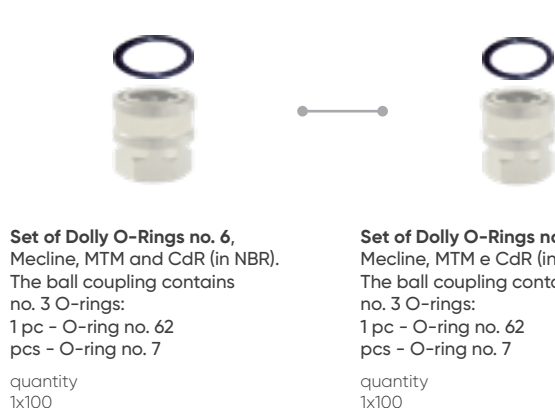 Set of Dolly O-Rings no. 6,
Mecline, MTM and CdR (in NBR).
The ball coupling contains
no. 3 O-rings:
1 pc - O-ring no. 62
pcs - O-ring no. 7
quantity
1x100
Set of Dolly O-Rings
Mecline, MTM e CdR (in
The ball coupling
no. 3 O-rings:
1 pc - O-ring no. 62
pcs - O-ring no. 7
quantity
1x100